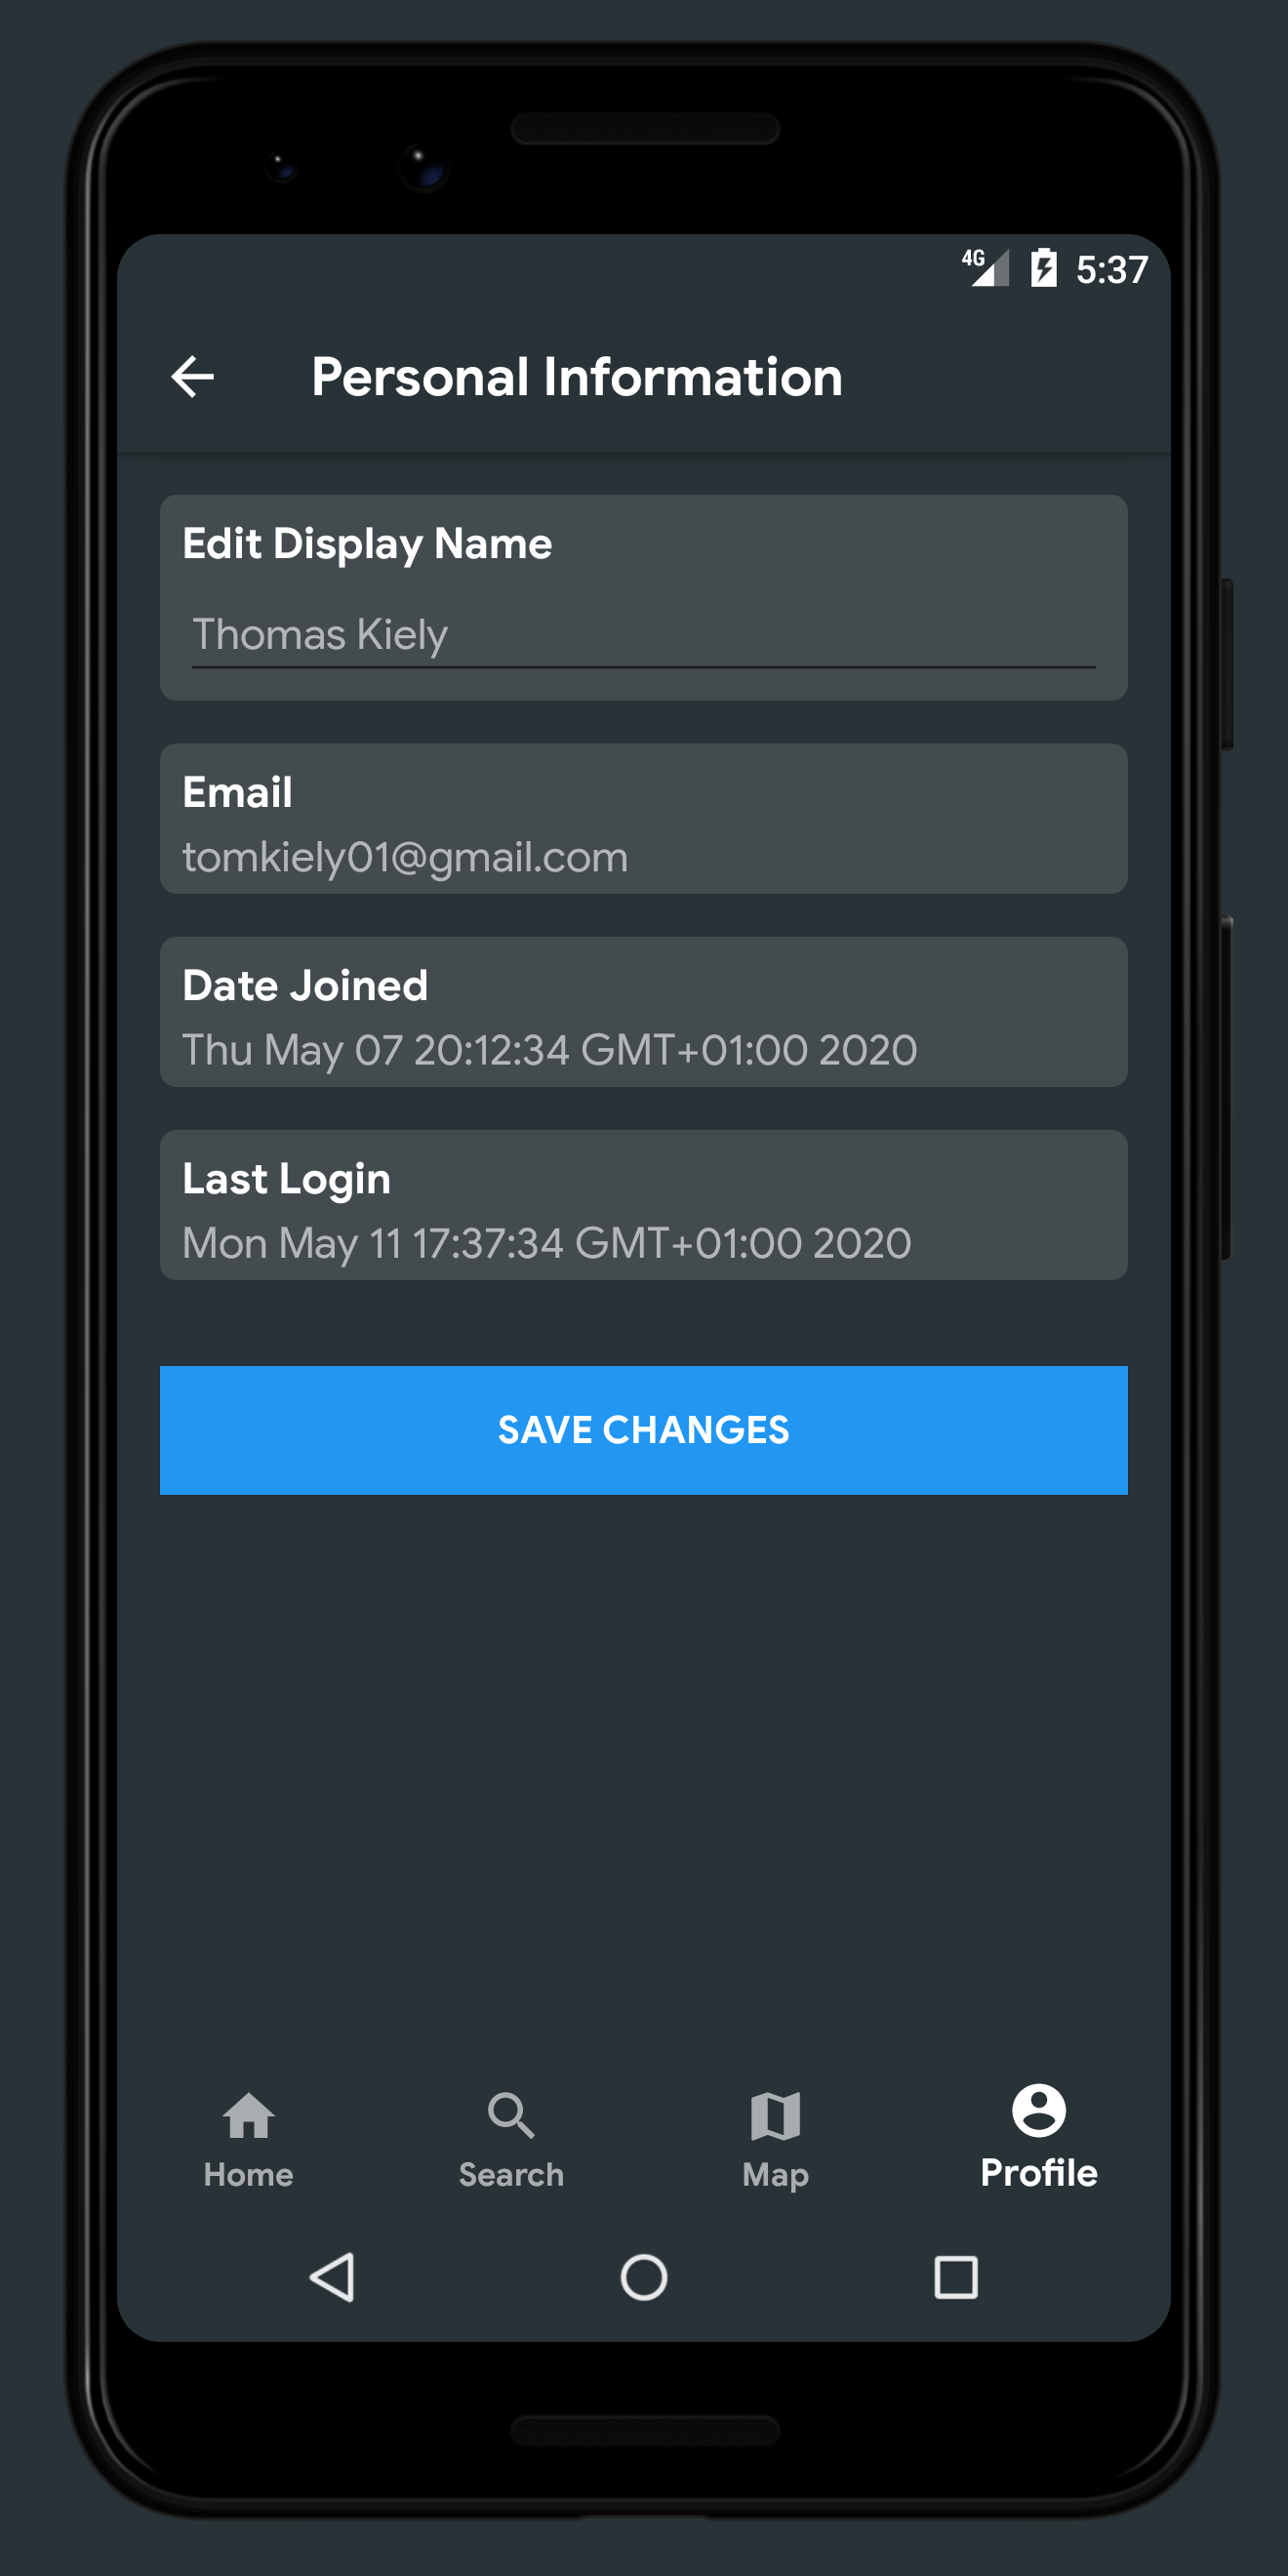 4G 5:37
Personal Information
Edit Display Name
Thomas Kiely
Email
tomkiely01@gmail.com
Date Joined
Thu May 07 20:12:34 GMT+01:00 2020
Last Login
Mon May 11 17:37:34 GMT+01:00 2020
SAVE CHANGES
Home Search Map Profile